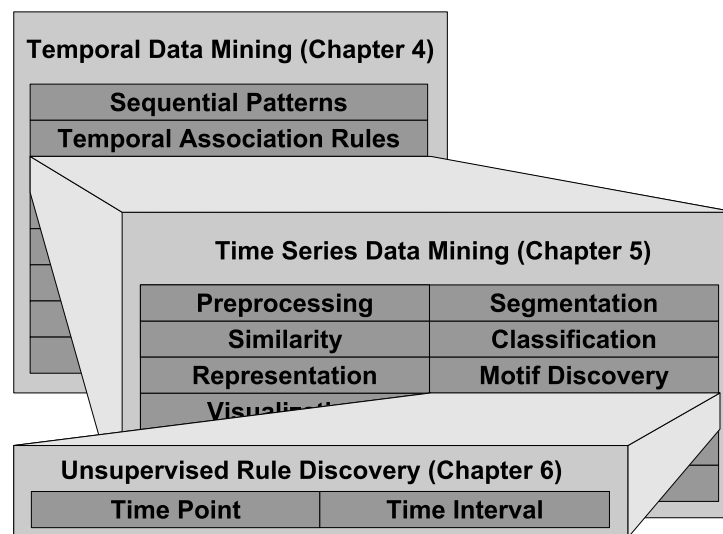 Temporal Data Mining (Chapter 4)
Sequential Patterns
Temporal Association Rules
Time Series Data Mining (Chapter 5)
Preprocessing Segmentation
Similarity Classification
Representation Motif Discovery
Unsupervised Rule Discovery (Chapter 6)
Time Point Time Interval